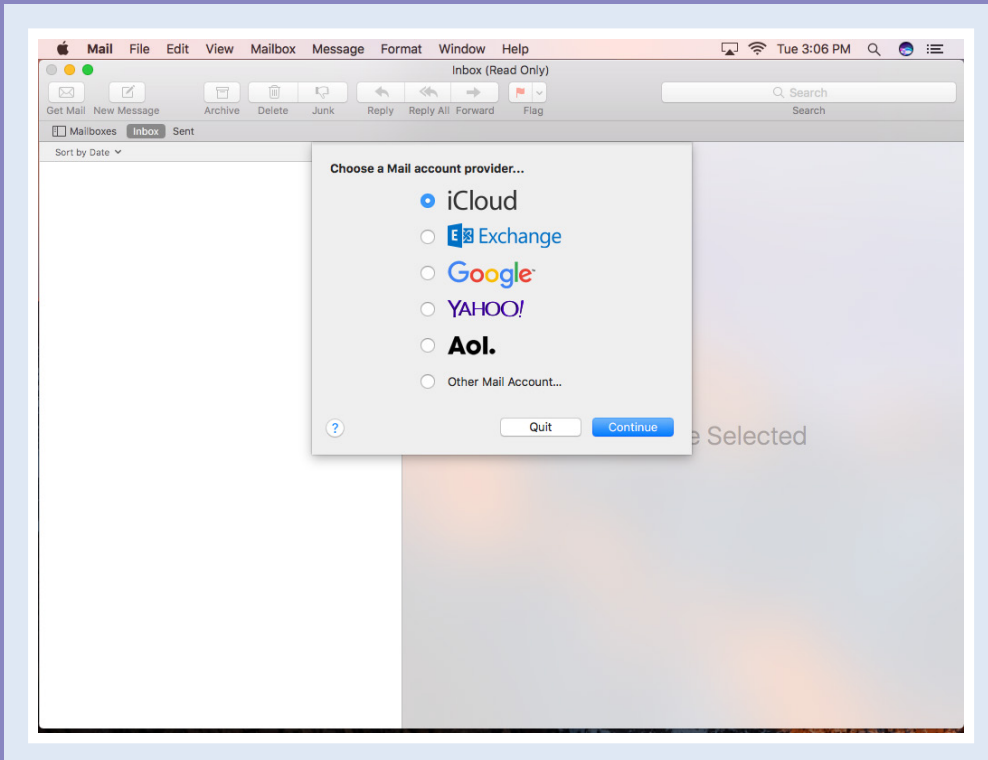 Mail File Edit View Mailbox Message Format Window Help Tue 3:06 PM
Inbox (Read Only)
Search
Get Mail New Message Archive Delete Junk Reply Reply All Forward Flag Search
Mailboxes Inbox Sent
Sort by Date
Choose a Mail account provider...
iCloud
E Exchange
Google
YAHOO!
Aol.
Other Mail Account...
? Quit Continue
e Selected